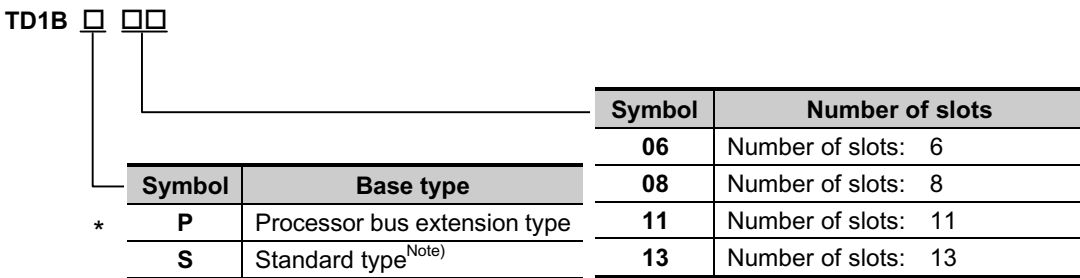 TD1B □ □□
Symbol Number of slots
06 Number of slots: 6
08 Number of slots: 8
11 Number of slots: 11
13 Number of slots: 13
Symbol Base type
* P Processor bus extension type
S Standard type Note)